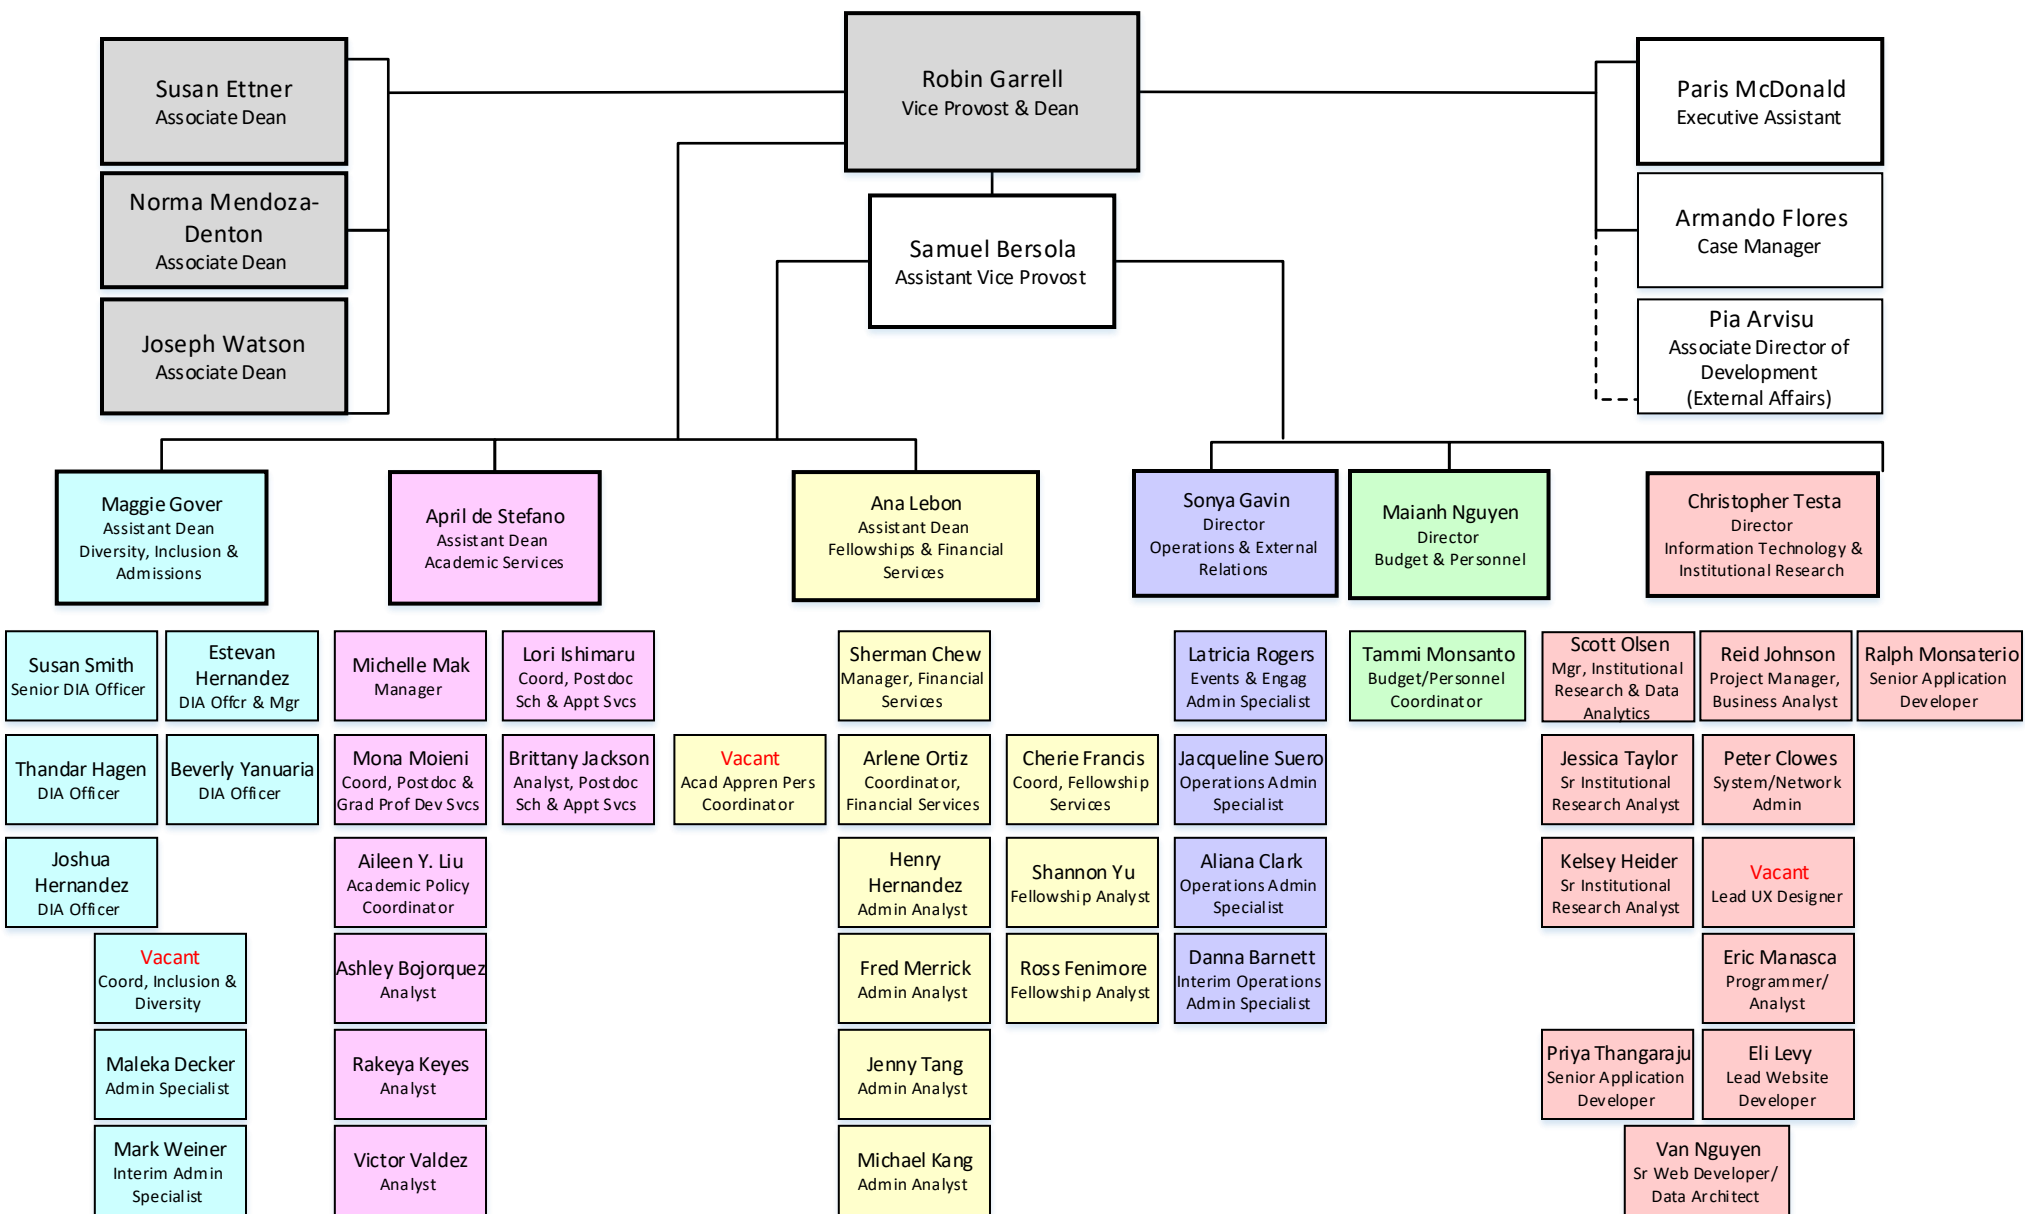 Susan Ettner
Associate Dean
Norma Mendoza-
Denton
Associate Dean
Joseph Watson
Associate Dean
Robin Garrell
Vice Provost & Dean
Samuel Bersola
Assistant Vice Provost
Paris McDonald
Executive Assistant
Armando Flores
Case Manager
Pia Arvisu
Associate Director of
Development
(External Affairs)
Maggie Gover
Assistant Dean
Diversity, Inclusion &
Admissions
April de Stefano
Assistant Dean
Academic Services
Ana Lebon
Assistant Dean
Fellowships & Financial
Services
Sonya Gavin
Director
Operations & External
Relations
Maianh Nguyen
Director
Budget & Personnel
Christopher Testa
Director
Information Technology &
Institutional Research
Susan Smith
Senior DIA Officer
Estevan
Hernandez
DIA Offcr & Mgr
Thandar Hagen
DIA Officer
Beverly Yanuaria
DIA Officer
Joshua
Hernandez
DIA Officer
Vacant
Coord, Inclusion &
Diversity
Maleka Decker
Admin Specialist
Mark Weiner
Interim Admin
Specialist
Michelle Mak
Manager
Lori Ishimaru
Coord, Postdoc
Sch & Appt Svcs
Mona Moieni
Coord, Postdoc &
Grad Prof Dev Svcs
Brittany Jackson
Analyst, Postdoc
Sch & Appt Svcs
Aileen Y. Liu
Academic Policy
Coordinator
Ashley Bojorquez
Analyst
Rakeya Keyes
Analyst
Victor Valdez
Analyst
Sherman Chew
Manager, Financial
Services
Vacant
Acad Appren Pers
Coordinator
Arlene Ortiz
Coordinator,
Financial Services
Cherie Francis
Coord, Fellowship
Services
Henry
Hernandez
Admin Analyst
Shannon Yu
Fellowship Analyst
Fred Merrick
Admin Analyst
Ross Fenimore
Fellowship Analyst
Jenny Tang
Admin Analyst
Michael Kang
Admin Analyst
Latricia Rogers
Events & Engag
Admin Specialist
Jacqueline Suero
Operations Admin
Specialist
Aliana Clark
Operations Admin
Specialist
Danna Barnett
Interim Operations
Admin Specialist
Tammi Monsanto
Budget/Personnel
Coordinator
Scott Olsen
Mgr, Institutional
Research & Data
Analytics
Reid Johnson
Project Manager,
Business Analyst
Ralph Monsaterio
Senior Application
Developer
Jessica Taylor
Sr Institutional
Research Analyst
Peter Clowes
System/Network
Admin
Kelsey Heider
Sr Institutional
Research Analyst
Vacant
Lead UX Designer
Eric Manasca
Programmer/
Analyst
Priya Thangaraju
Senior Application
Developer
Eli Levy
Lead Website
Developer
Van Nguyen
Sr Web Developer/
Data Architect